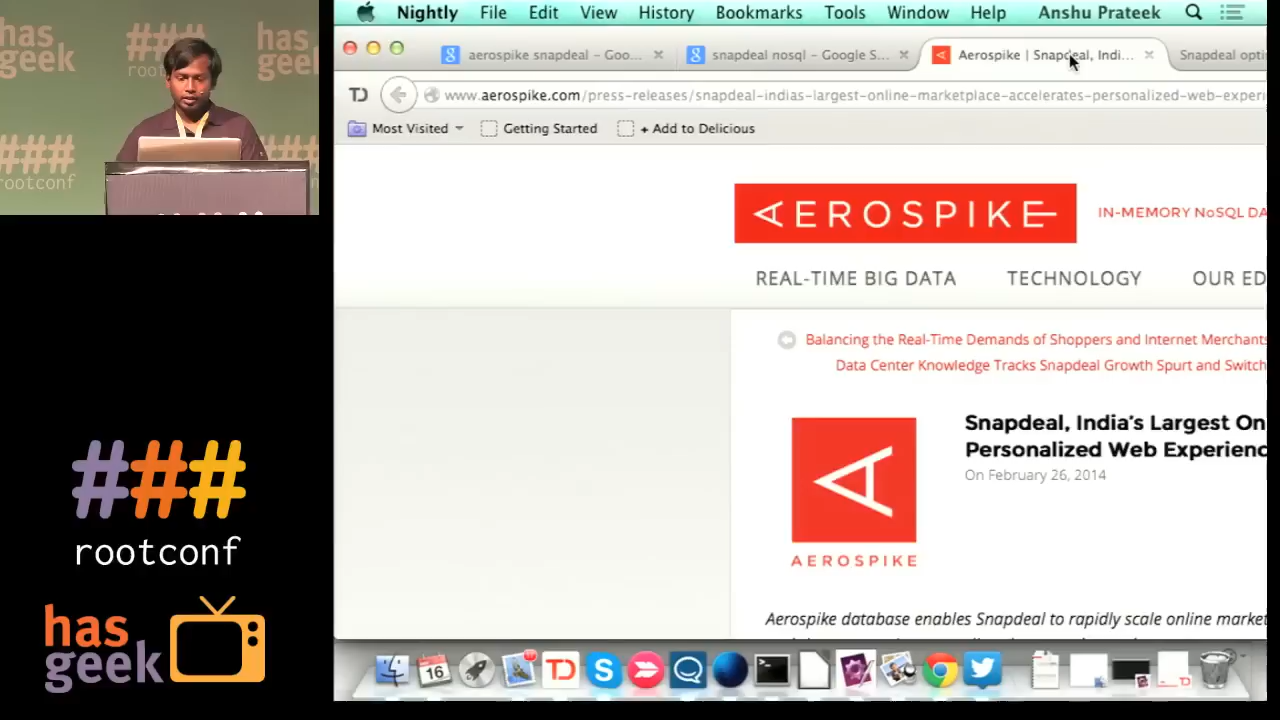 has
geek
###
rootconf
###
root
has
geek
###
rootconf
###
rootconf
has
geek
Nightly File Edit View History Bookmarks Tools Window Help Anshu Prateek
aerospike snapdeal – Goo...
snapdeal nosql – Google S...
Aerospike | Snapdeal, Indi...
Snapdeal opti
www.aerospike.com/press-releases/snapdeal-indias-largest-online-marketplace-accelerates-personalized-web-experi
Most Visited
Getting Started
+ Add to Delicious
AEROSPIKE
IN-MEMORY NoSQL DA
REAL-TIME BIG DATA
TECHNOLOGY
OUR ED
Balancing the Real-Time Demands of Shoppers and Internet Merchants
Data Center Knowledge Tracks Snapdeal Growth Spurt and Switch
Snapdeal, India's Largest On
Personalized Web Experienc
On February 26, 2014
AEROSPIKE
Aerospike database enables Snapdeal to rapidly scale online market
16